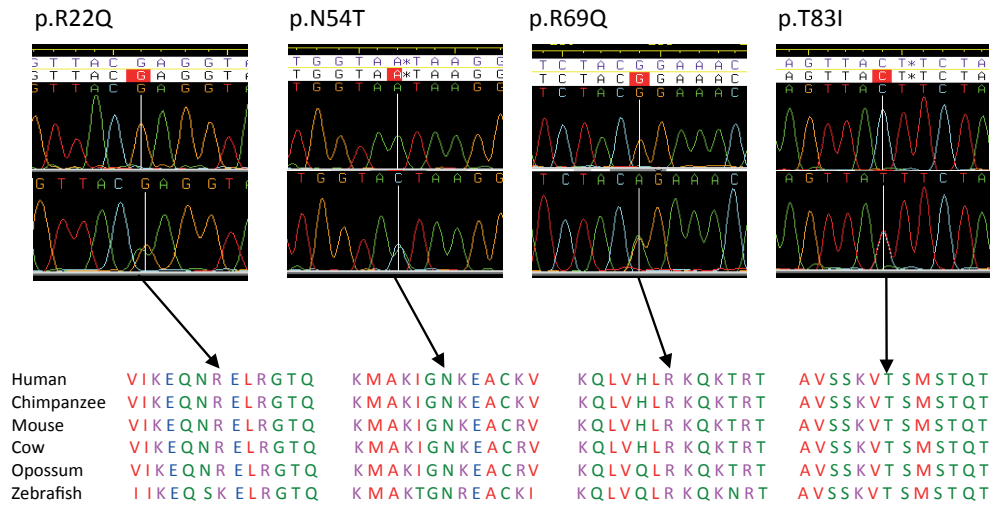 p.R22Q
p.N54T
p.R69Q
p.T83I
G T T A C G G A G G T A
G T T A C G A G G T A
G T T A C G A G G T A
G T T A C G A G G T A
T G G T A A * T A A G G
T G G T A A * T A A G G
T G G T A A T A A G G
T G G T A C T A A G G
T C T A C G G A A A C
T C T A C G G A A A C
T C T A C G G A A A C
T C T A C A G A A A C
A G T T A C T * T C T A
A G T T A C T * T C T A
A G T T A C T T C T A
A G T T A T T T C T A
Human V I K E Q N R E L R G T Q K M A K I G N K E A C K V K Q L V H L R K Q K T R T A V S S K V T S M S T Q T
Chimpanzee V I K E Q N R E L R G T Q K M A K I G N K E A C K V K Q L V H L R K Q K T R T A V S S K V T S M S T Q T
Mouse V I K E Q N R E L R G T Q K M A K I G N K E A C R V K Q L V H L R K Q K T R T A V S S K V T S M S T Q T
Cow V I K E Q N R E L R G T Q K M A K I G N K E A C R V K Q L V H L R K Q K T R T A V S S K V T S M S T Q T
Opossum V I K E Q N R E L R G T Q K M A K I G N K E A C R V K Q L V Q L R K Q K T R T A V S S K V T S M S T Q T
Zebrafish I I K E Q S K E L R G T Q K M A K T G N R E A C K I K Q L V Q L R K Q K N R T A V S S K V T S M S T Q T